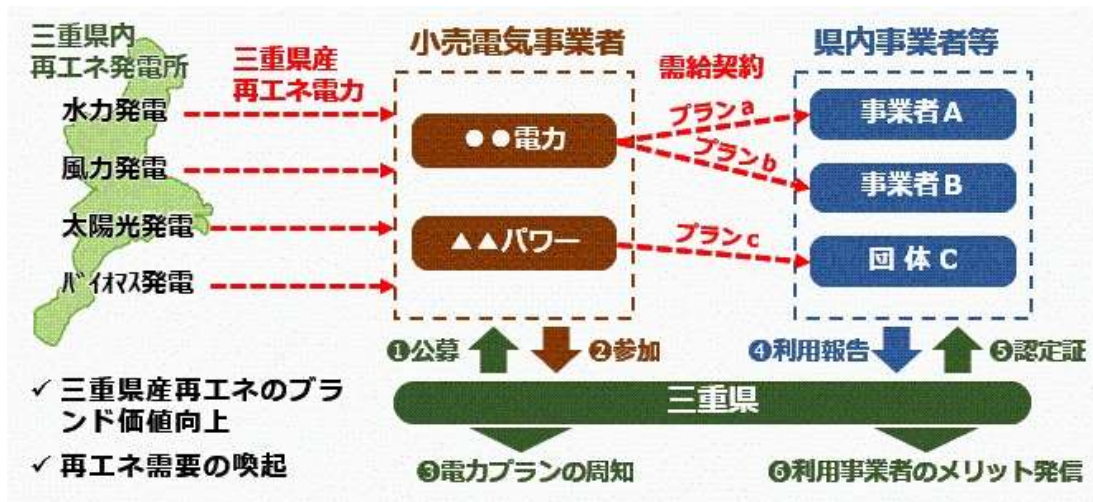 三重県内
再エネ発電所
水力発電
風力発電
太陽光発電
バイオマス発電
三重県産
再エネ電力
小売電気事業者
●●電力
▲▲パワー
需給契約
プランa
プランb
プランc
県内事業者等
事業者A
事業者B
団体C
❶公募
❷参加
❹利用報告
❺認定証
三重県
❸電力プランの周知
❻利用事業者のメリット発信
✓ 三重県産再エネのブラ
ンド価値向上
✓ 再エネ需要の喚起